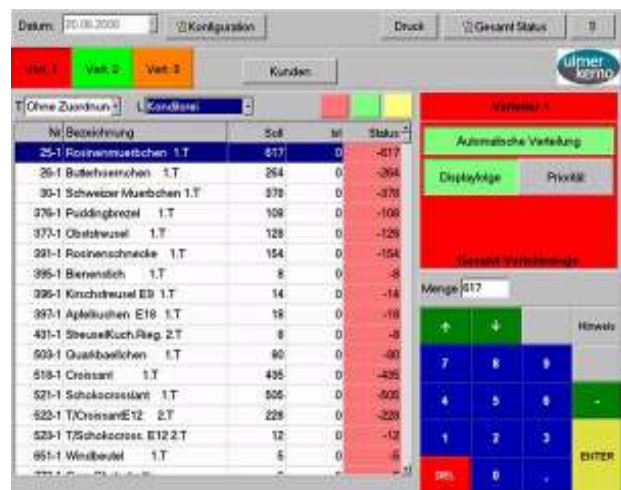 Datum: 20.06.2000 Konfiguration Druck Gesamt Status
Vert. 1 Vert. 2 Vert. 3 Kunden ulmer kerno
T Ohne Zuordnun L Konditorei Verteiler 1
Nr Bezeichnung Soll Ist Status
25-1 Rosinenmuerbchen 1.T 617 0 -617
26-1 Butterhoernchen 1.T 264 0 -264
30-1 Schweizer Muerbchen 1.T 378 0 -378
376-1 Puddingbrezel 1.T 108 0 -108
377-1 Obststreusel 1.T 128 0 -128
391-1 Rosinenschnecke 1.T 154 0 -154
395-1 Bienenstich 1.T 8 0 -8
396-1 Kirschstreusel E9 1.T 14 0 -14
397-1 Apfelkuchen E18 1.T 18 0 -18
431-1 StreuselKuch.Rieg. 2.T 8 0 -8
503-1 Quarkbaellchen 1.T 80 0 -80
518-1 Croissant 1.T 435 0 -435
521-1 Schokocrossiant 1.T 505 0 -505
522-1 T/CroissantE12 2.T 228 0 -228
523-1 T/Schokocross. E12 2.T 12 0 -12
651-1 Windbeutel 1.T 5 0 -5
Automatische Verteilung
Displayfolge Priorität
Gesamt Verteilmenge
Menge 617
Hinweis
7 8 9
4 5 6 -
1 2 3
DEL 0 . ENTER